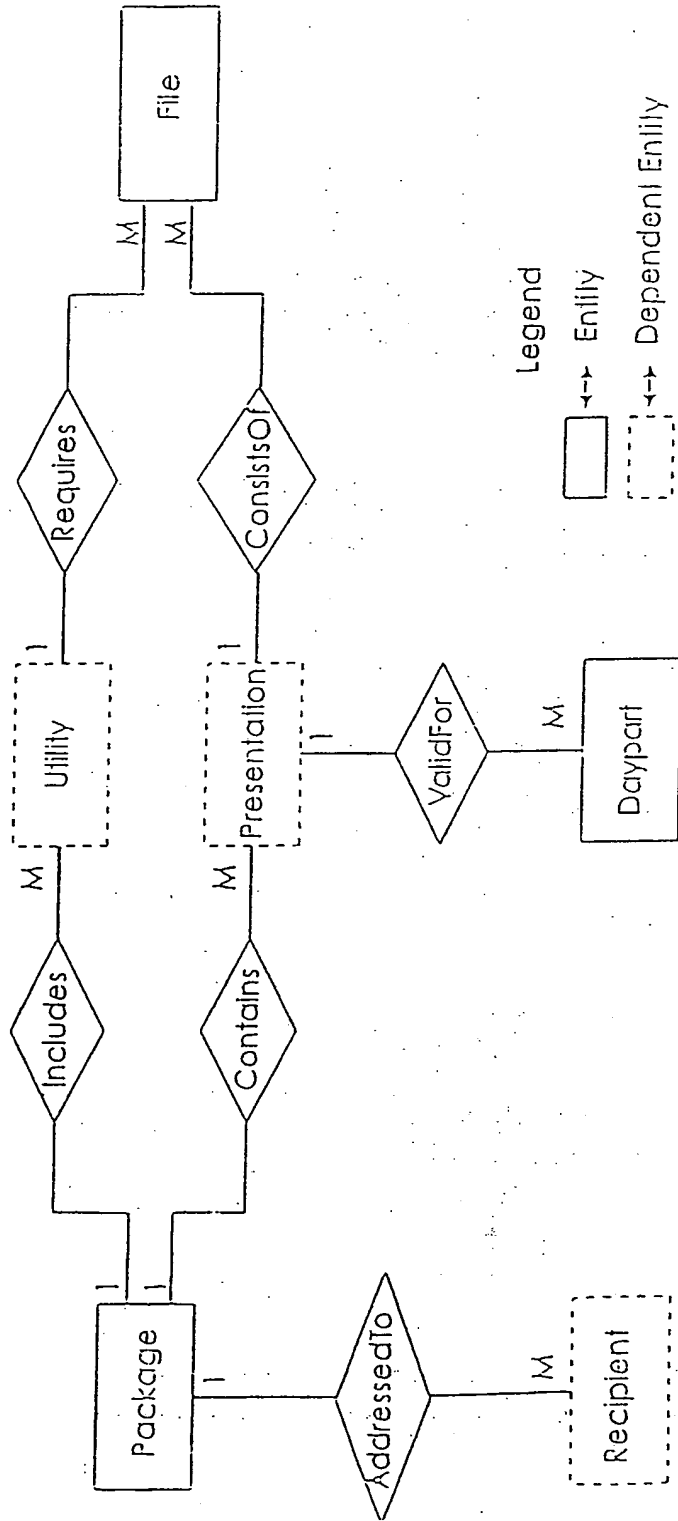 Includes
M
Utility
1
Requires
Package
1
1
M
M
File
Contains
M
Presentation
1
ConsistsOf
1
1
AddressedTo
ValidFor
M
M
Recipient
Daypart
Legend
Entity
Dependent Entity